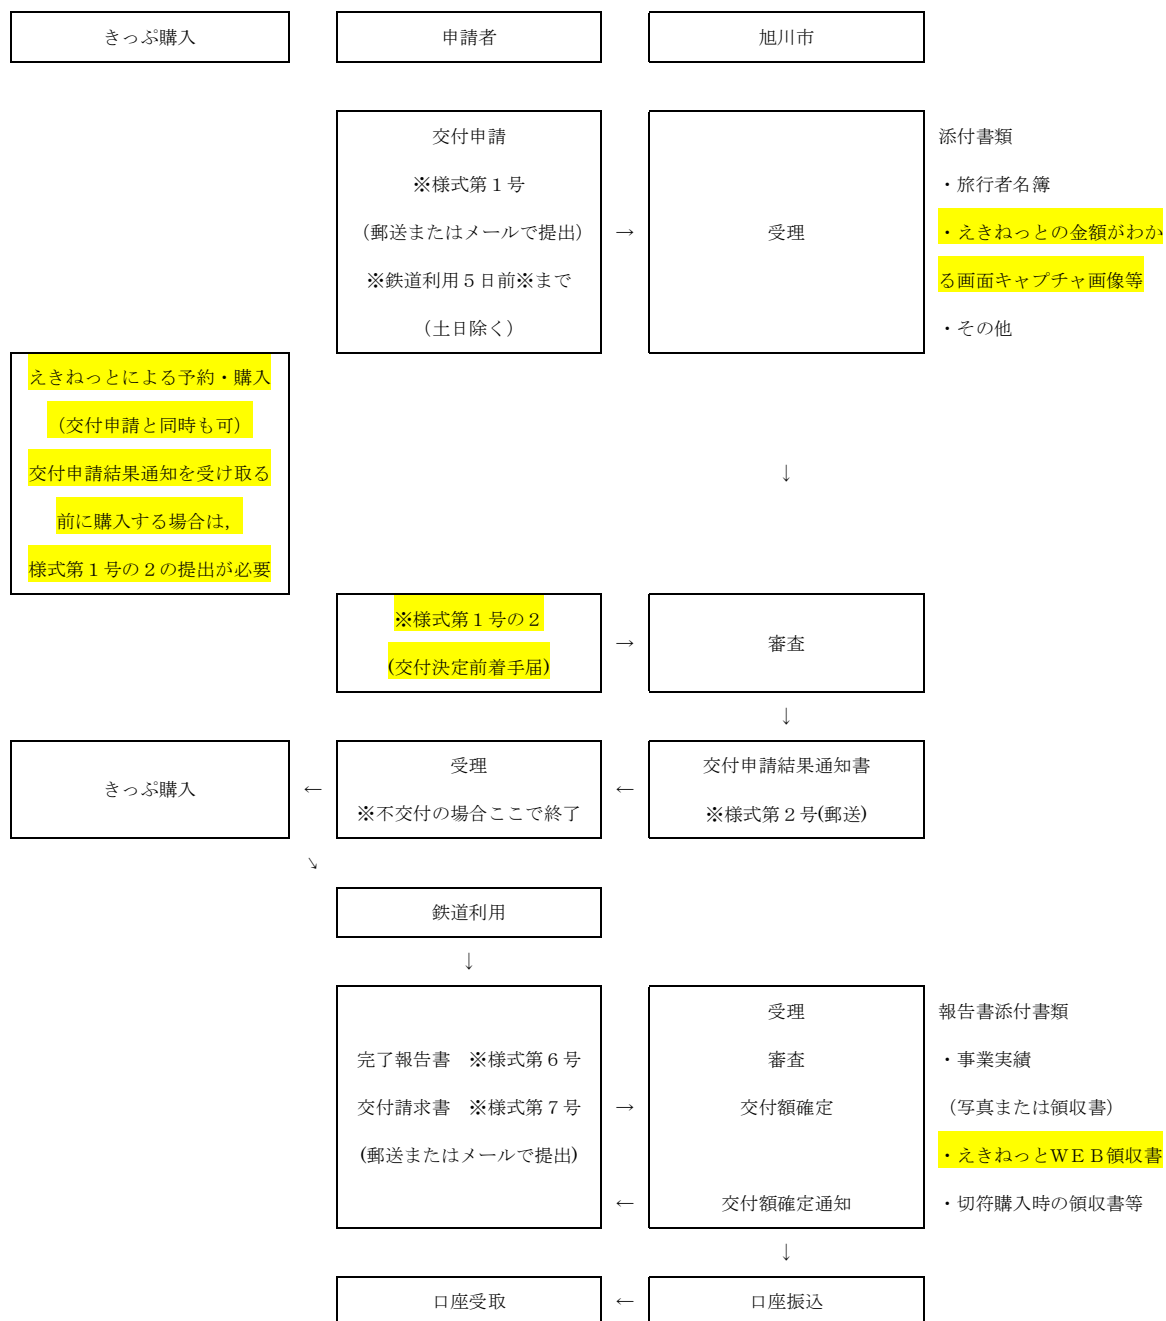 きっぷ購入
申請者
旭川市
交付申請
※様式第１号
（郵送またはメールで提出）
※鉄道利用５日前※まで
（土日除く）
→
受理
添付書類
・旅行者名簿
・えきねっとの金額がわか
る画面キャプチャ画像等
・その他
えきねっとによる予約・購入
（交付申請と同時も可）
交付申請結果通知を受け取る
前に購入する場合は，
様式第１号の２の提出が必要
↓
※様式第１号の２
(交付決定前着手届)
→
審査
↓
きっぷ購入
←
受理
※不交付の場合ここで終了
←
交付申請結果通知書
※様式第２号(郵送)
↘
鉄道利用
↓
完了報告書　※様式第６号
交付請求書　※様式第７号
(郵送またはメールで提出)
→
←
受理
審査
交付額確定
交付額確定通知
報告書添付書類
・事業実績
（写真または領収書）
・えきねっとＷＥＢ領収書
・切符購入時の領収書等
↓
口座受取
←
口座振込